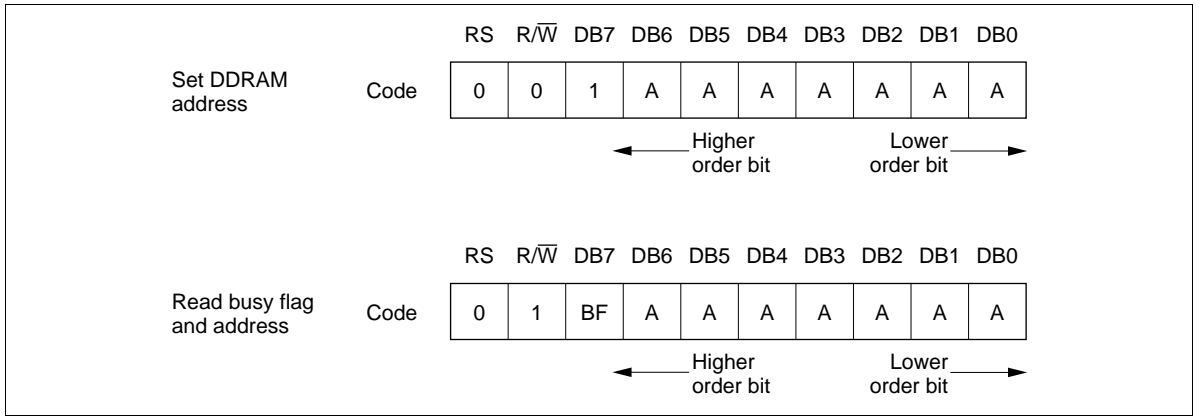 RS R/W̅ DB7 DB6 DB5 DB4 DB3 DB2 DB1 DB0
Set DDRAM
address
Code 0 0 1 A A A A A A A
Higher
order bit
Lower
order bit
RS R/W̅ DB7 DB6 DB5 DB4 DB3 DB2 DB1 DB0
Read busy flag
and address
Code 0 1 BF A A A A A A A
Higher
order bit
Lower
order bit